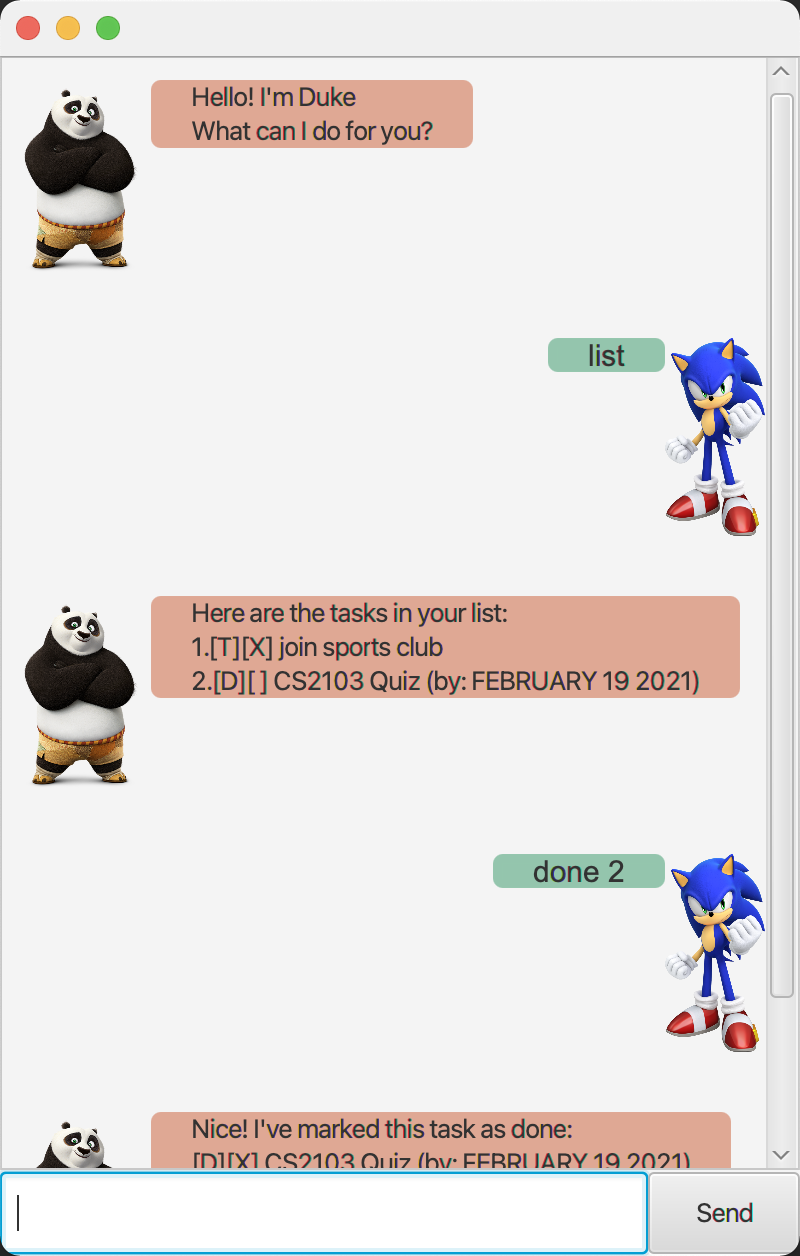 Hello! I'm Duke
What can I do for you?
list
Here are the tasks in your list:
1.[T][X] join sports club
2.[D][ ] CS2103 Quiz (by: FEBRUARY 19 2021)
done 2
Nice! I've marked this task as done:
[D][X] CS2103 Quiz (by: FEBRUARY 19 2021)
Send